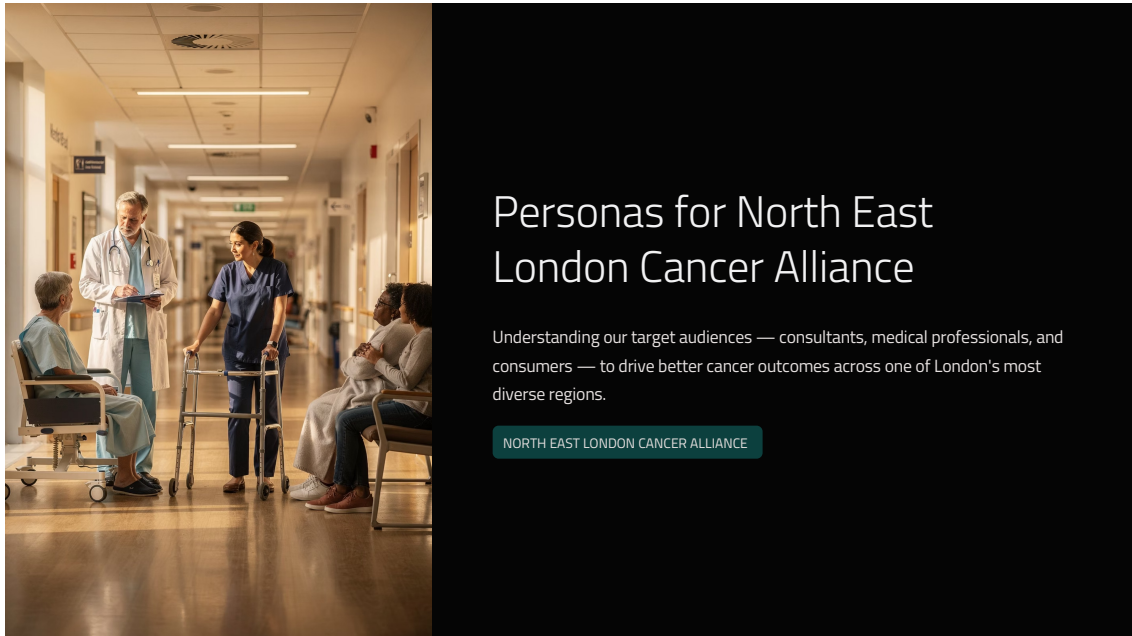 Personas for North East
London Cancer Alliance
Understanding our target audiences — consultants, medical professionals, and
consumers — to drive better cancer outcomes across one of London's most
diverse regions.
NORTH EAST LONDON CANCER ALLIANCE